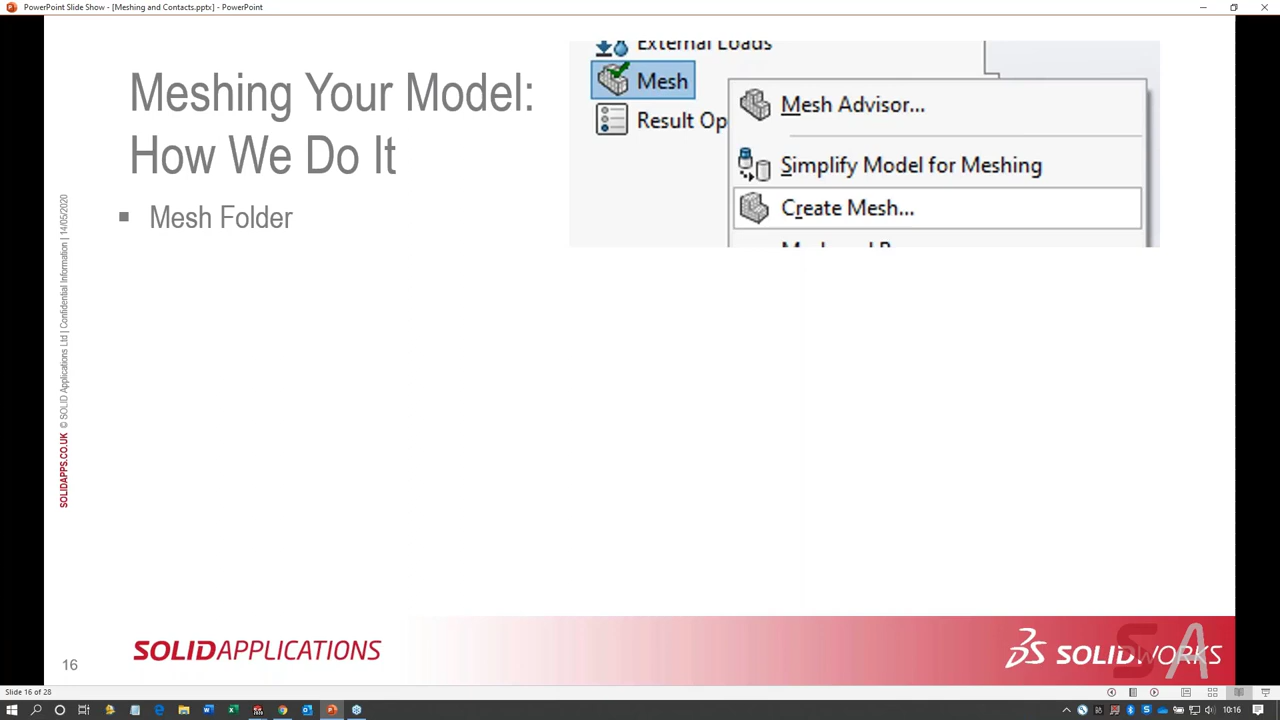 PowerPoint Slide Show - [Meshing and Contacts.pptx] - PowerPoint
Meshing Your Model:
How We Do It
▪ Mesh Folder
External Loads
Mesh
Result Op
Mesh Advisor...
Simplify Model for Meshing
Create Mesh...
SOLIDAPPS.CO.UK © SOLID Applications Ltd | Confidential Information | 14/05/2020
16
SOLIDAPPLICATIONS
SOLIDWORKS
SA
Slide 16 of 28
10:16